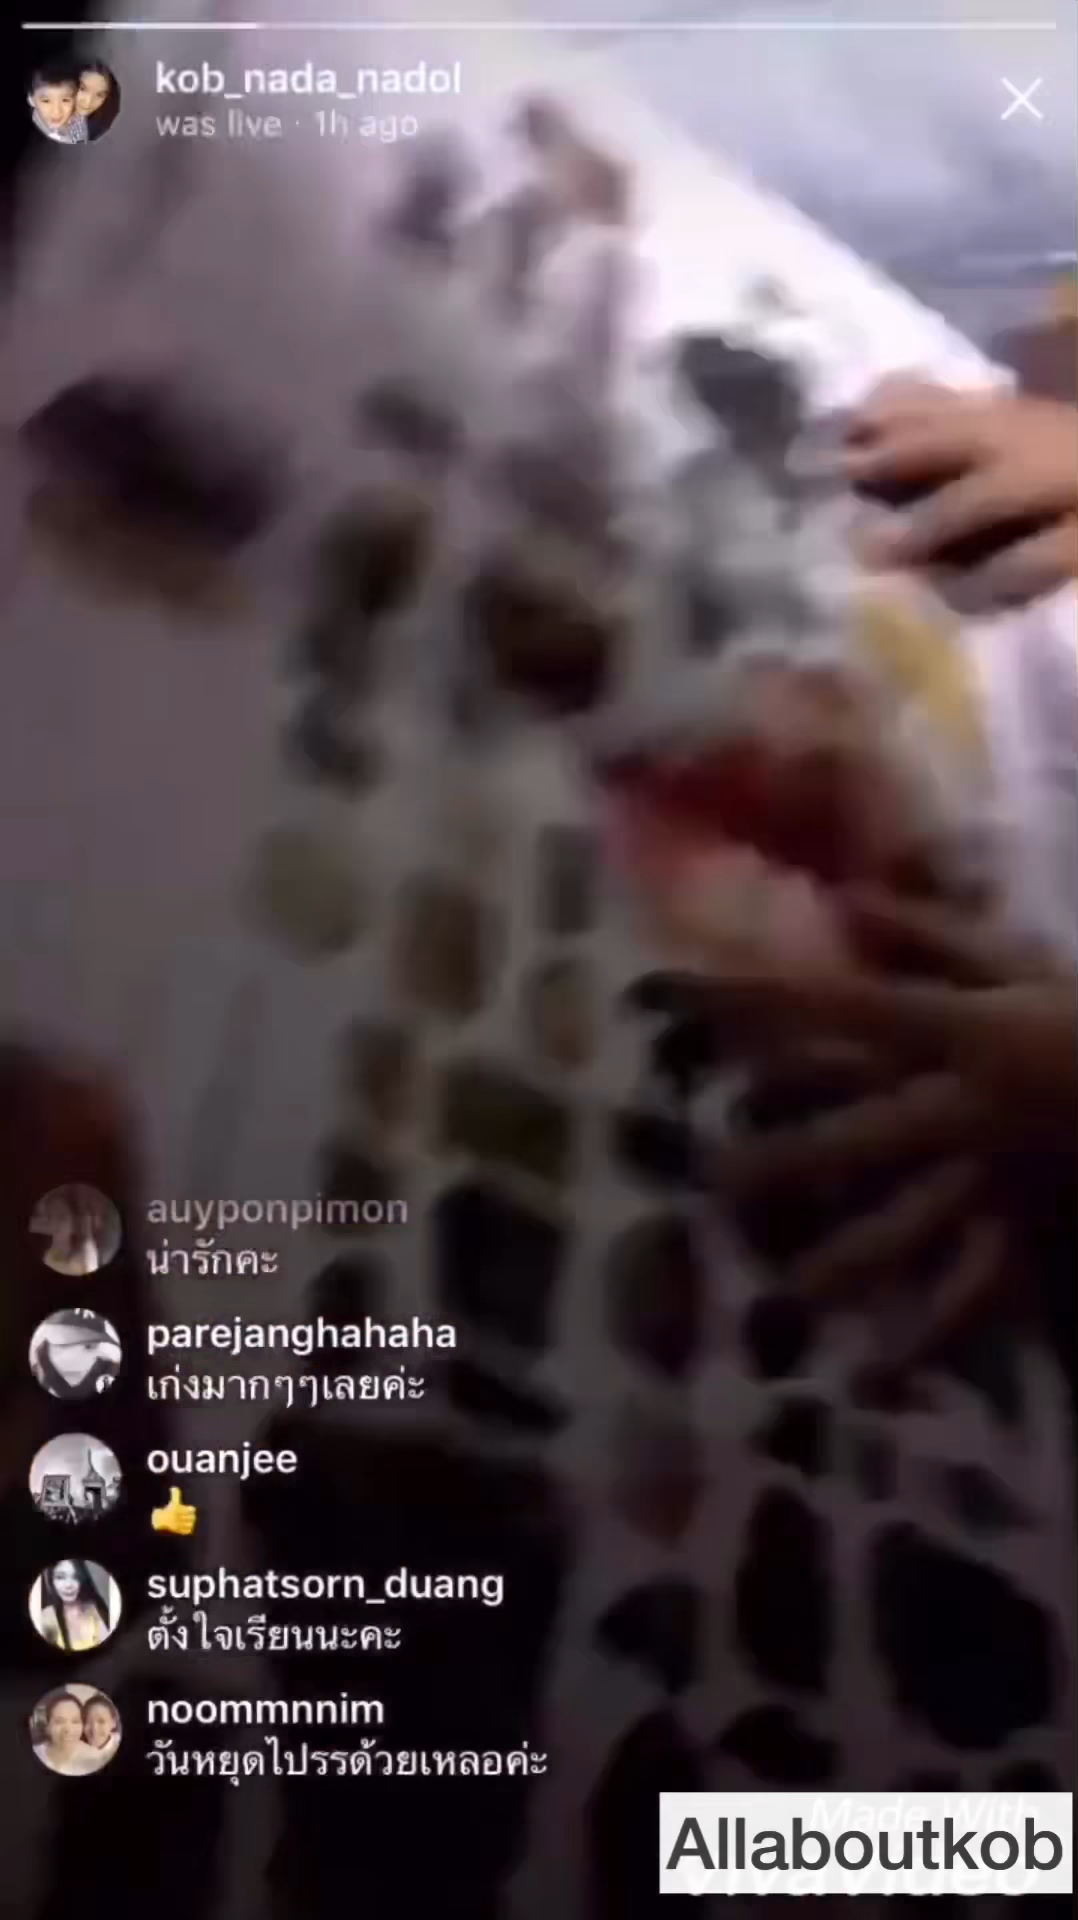 kob_nada_nadol
was live · 1h ago
auyponpimon
น่ารักคะ
parejanghahaha
เก่งมากๆๆเลยค่ะ
ouanjee
👍
suphatsorn_duang
ตั้งใจเรียนนะคะ
noommnnim
วันหยุดไปรรด้วยเหลอค่ะ
Made With
Allaboutkob
VivaVideo